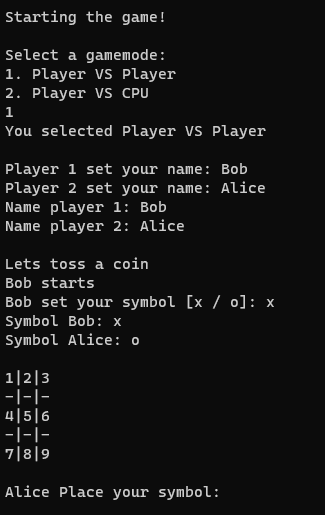 Starting the game!
Select a gamemode:
1. Player VS Player
2. Player VS CPU
1
You selected Player VS Player
Player 1 set your name: Bob
Player 2 set your name: Alice
Name player 1: Bob
Name player 2: Alice
Lets toss a coin
Bob starts
Bob set your symbol [x / o]: x
Symbol Bob: x
Symbol Alice: o
1|2|3
-|-|-
4|5|6
-|-|-
7|8|9
Alice Place your symbol: